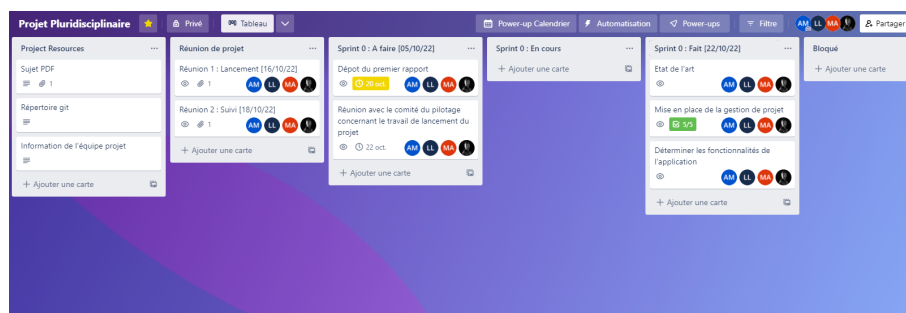 Projet Pluridisciplinaire
Privé
Tableau
Power-up Calendrier
Automatisation
Power-ups
Filtre
AM LL MA
Partager
Project Resources
Sujet PDF
1
Répertoire git
Information de l'équipe projet
+ Ajouter une carte
Réunion de projet
Réunion 1 : Lancement [16/10/22]
1
AM LL MA
Réunion 2 : Suivi [18/10/22]
1
AM LL MA
+ Ajouter une carte
Sprint 0 : A faire [05/10/22]
Dépot du premier rapport
20 oct.
AM LL MA
Réunion avec le comité du pilotage
concernant le travail de lancement du
projet
22 oct.
AM LL MA
+ Ajouter une carte
Sprint 0 : En cours
+ Ajouter une carte
Sprint 0 : Fait [22/10/22]
Etat de l'art
AM LL MA
Mise en place de la gestion de projet
5/5
AM LL MA
Déterminer les fonctionnalités de
l'application
AM LL MA
+ Ajouter une carte
Bloqué
+ Ajouter une carte